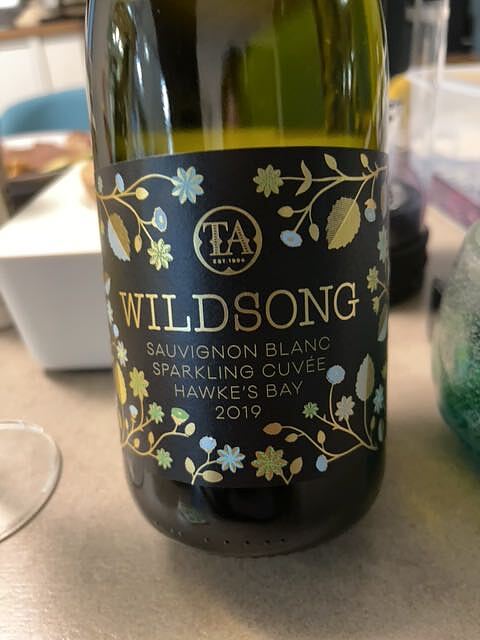 TA
EST. 1994
WILDSONG
SAUVIGNON BLANC
SPARKLING CUVÉE
HAWKE'S BAY
2019